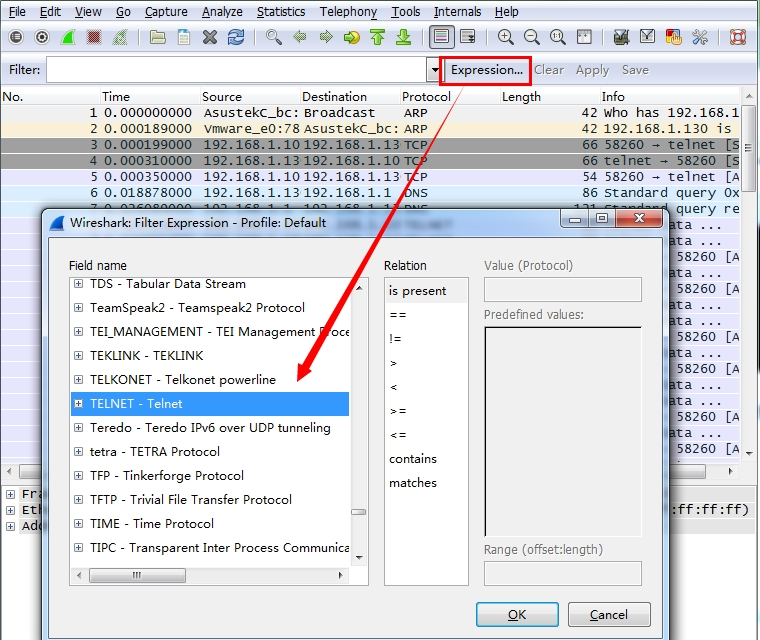 File Edit View Go Capture Analyze Statistics Telephony Tools Internals Help
Filter: Expression... Clear Apply Save
No. Time Source Destination Protocol Length Info
1 0.000000000 AsustekC_bc: Broadcast ARP 42 Who has 192.168.1
2 0.000189000 Vmware_e0:78 AsustekC_bc: ARP 42 192.168.1.130 is
3 0.000199000 192.168.1.10 192.168.1.13 TCP 66 58260 → telnet [S
4 0.000310000 192.168.1.13 192.168.1.10 TCP 66 telnet → 58260 [S
5 0.000350000 192.168.1.10 192.168.1.13 TCP 54 58260 → telnet [A
6 0.018878000 192.168.1.13 192.168.1.1 DNS 86 Standard query 0x
Standard query re
Wireshark: Filter Expression - Profile: Default
ata ...
58260 [A
ata ...
58260 [A
ata ...
58260 [A
ata ...
58260 [A
ata ...
58260 [A
ata ...
58260 [A
ata ...
58260 [A
Field name
TDS - Tabular Data Stream
TeamSpeak2 - Teamspeak2 Protocol
TEI_MANAGEMENT - TEI Management Proce
TEKLINK - TEKLINK
TELKONET - Telkonet powerline
TELNET - Telnet
Teredo - Teredo IPv6 over UDP tunneling
tetra - TETRA Protocol
TFP - Tinkerforge Protocol
TFTP - Trivial File Transfer Protocol
TIME - Time Protocol
TIPC - Transparent Inter Process Communica
Relation
is present
==
!=
>
<
>=
<=
contains
matches
Value (Protocol)
Predefined values:
Range (offset:length)
OK Cancel
Fra
Eth :ff:ff:ff)
Add